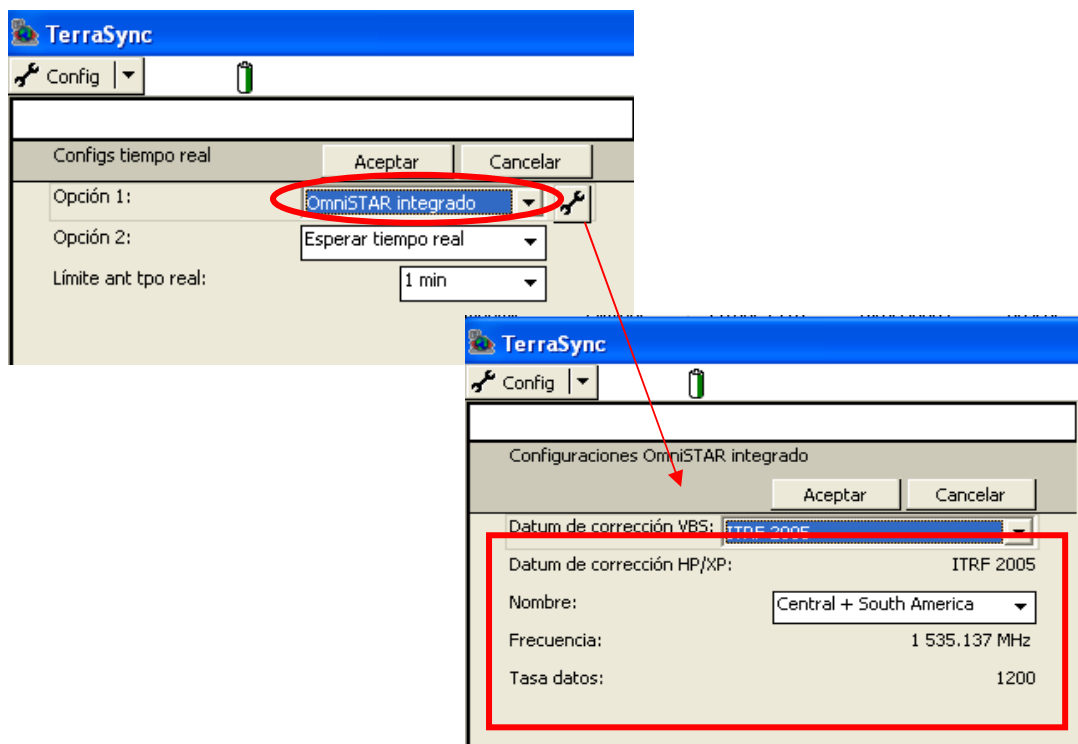 TerraSync
Config
Configs tiempo real Aceptar Cancelar
Opción 1: OmniSTAR integrado
Opción 2: Esperar tiempo real
Límite ant tpo real: 1 min
TerraSync
Config
Configuraciones OmniSTAR integrado
Aceptar Cancelar
Datum de corrección VBS: ITRF 2005
Datum de corrección HP/XP: ITRF 2005
Nombre: Central + South America
Frecuencia: 1 535.137 MHz
Tasa datos: 1200